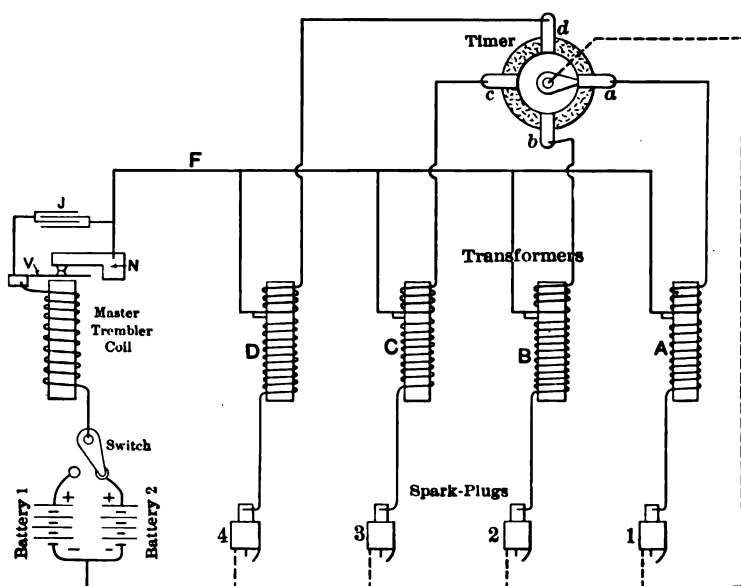 d
Timer
c
a
b
F
J
V
N
Transformers
Master
Trembler
Coil
D
C
B
A
Switch
Battery 1
+
+
Battery 2
-
-
Spark-Plugs
4
3
2
1